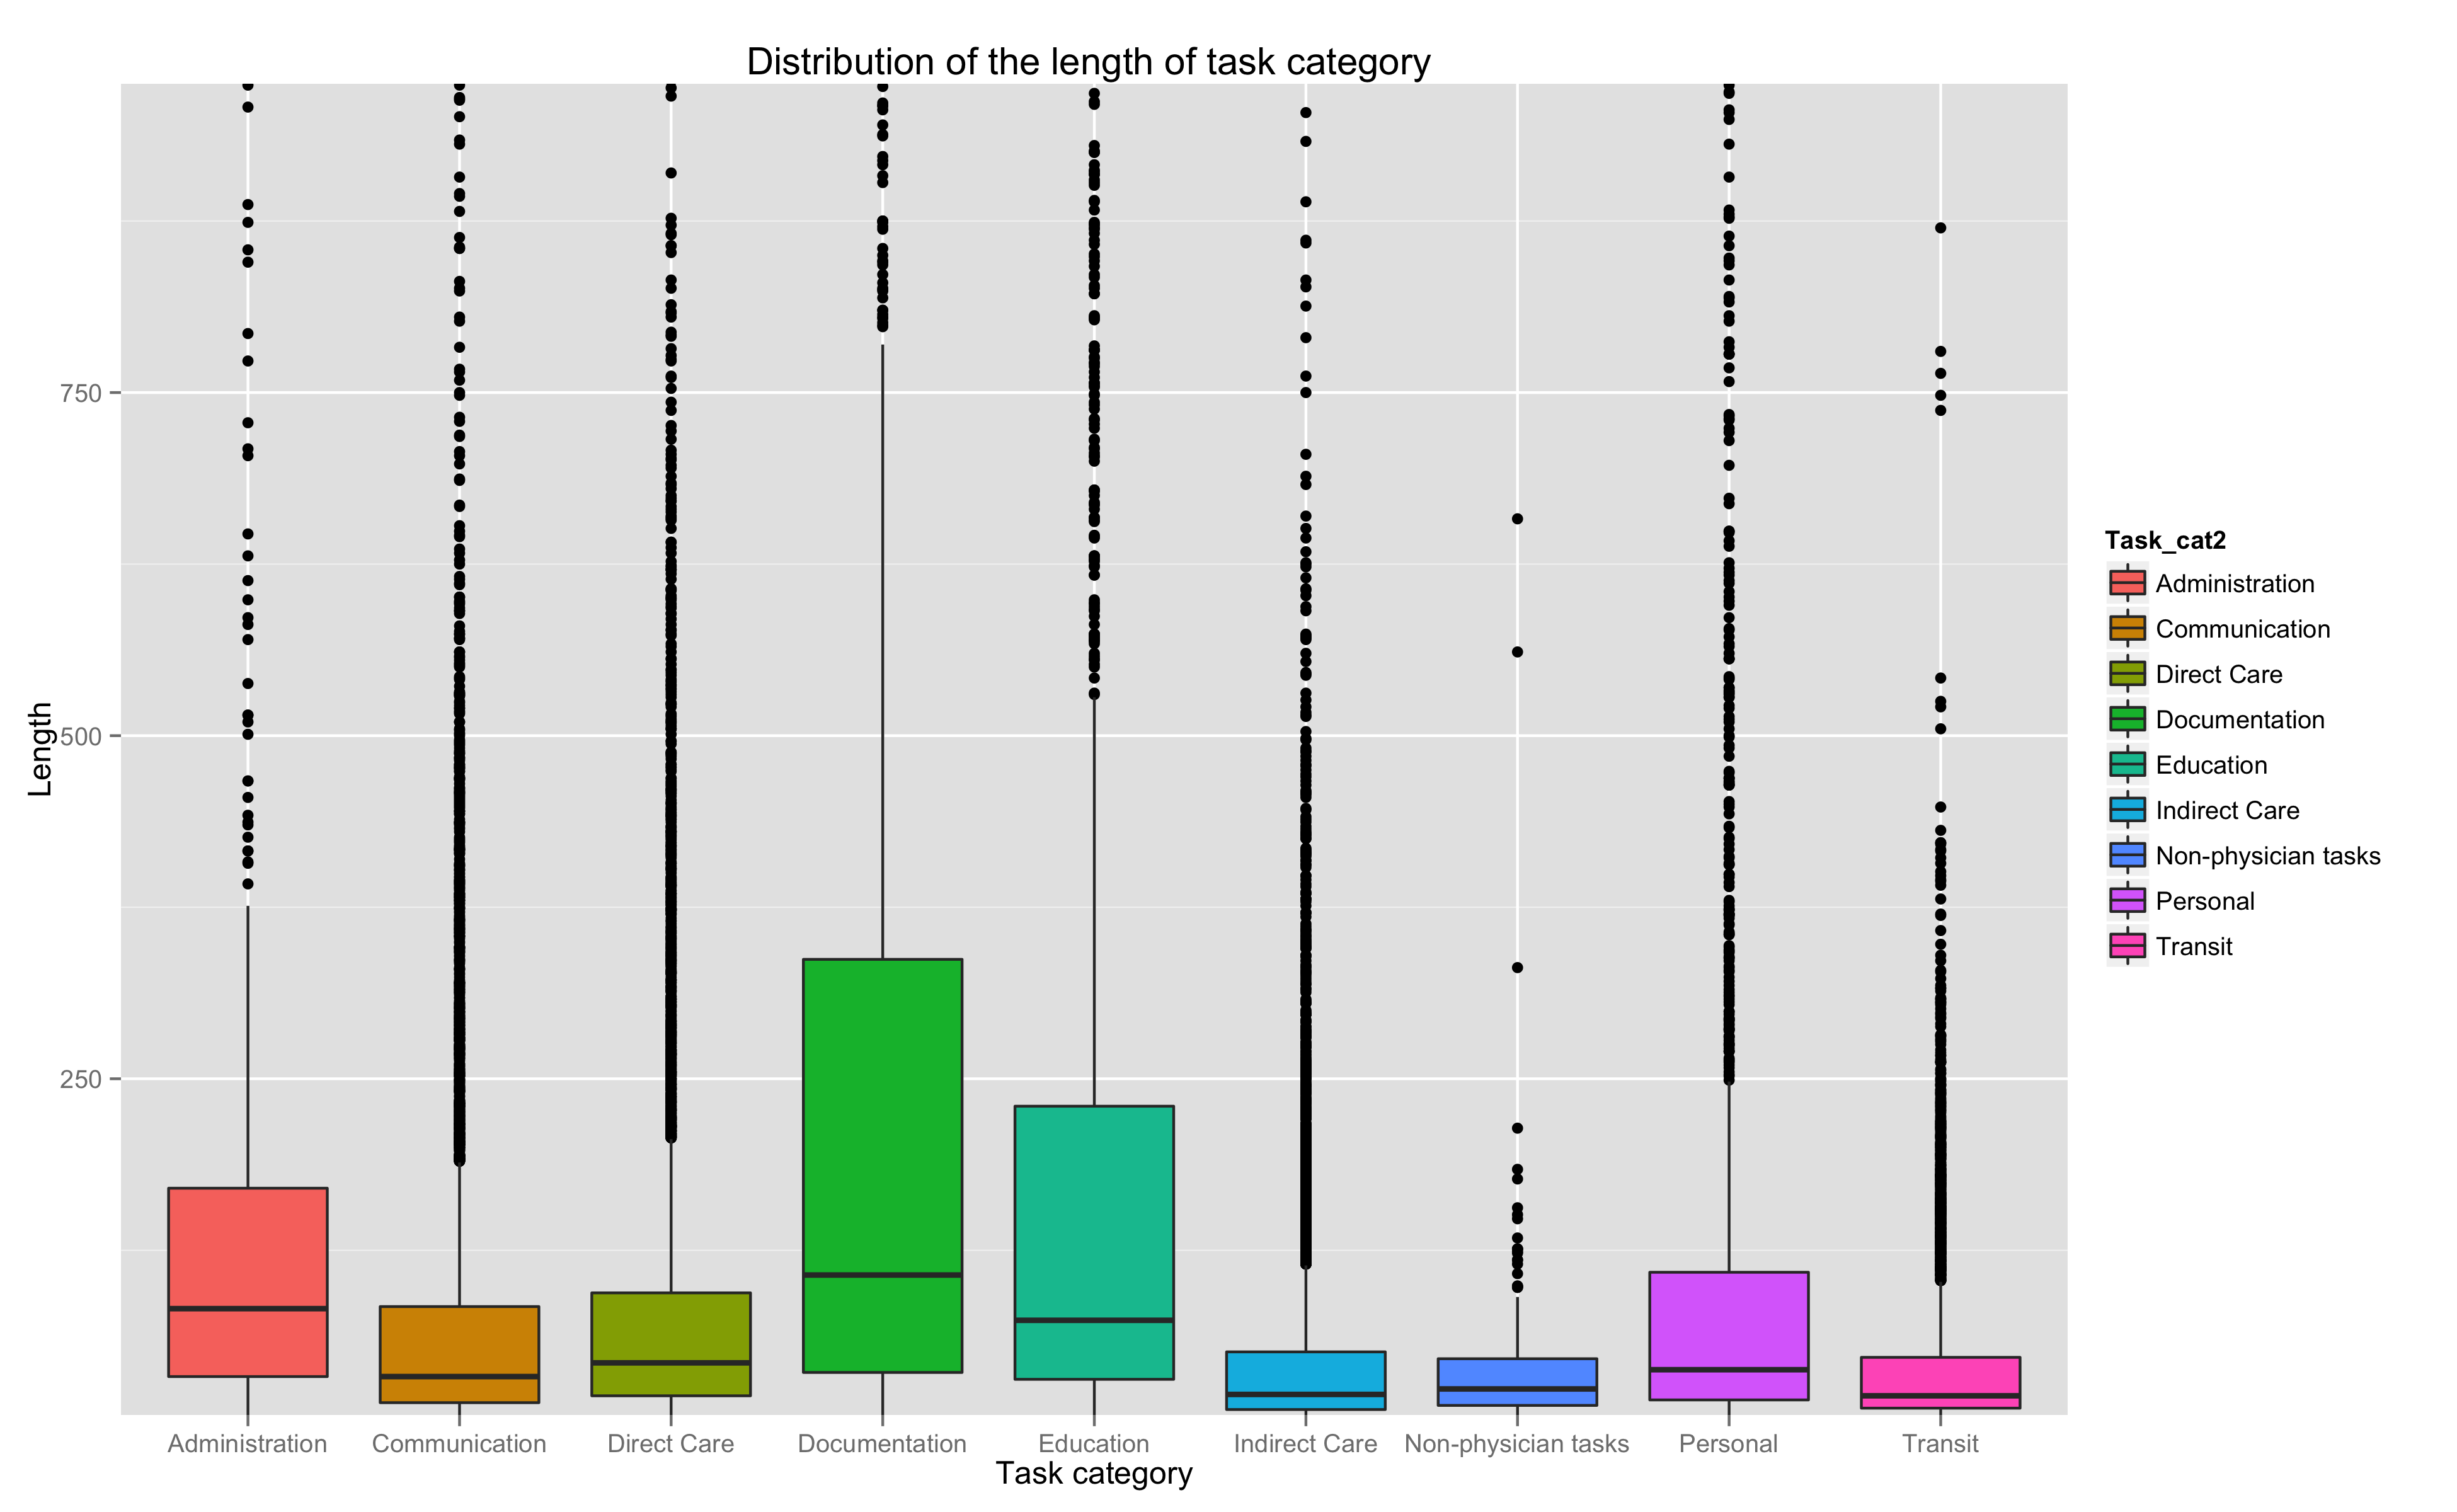 Distribution of the length of task category
Length
750
500
250
Administration
Communication
Direct Care
Documentation
Education
Indirect Care
Non-physician tasks
Personal
Transit
Task category
Task_cat2
Administration
Communication
Direct Care
Documentation
Education
Indirect Care
Non-physician tasks
Personal
Transit